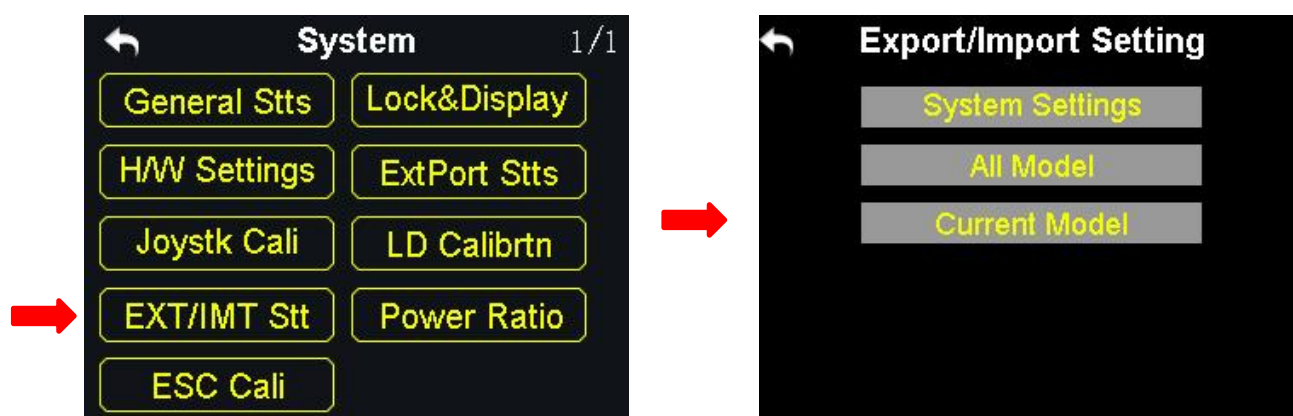 System 1/1
General Stts Lock&Display
H/W Settings ExtPort Stts
Joystk Cali LD Calibrtn
EXT/IMT Stt Power Ratio
ESC Cali
Export/Import Setting
System Settings
All Model
Current Model